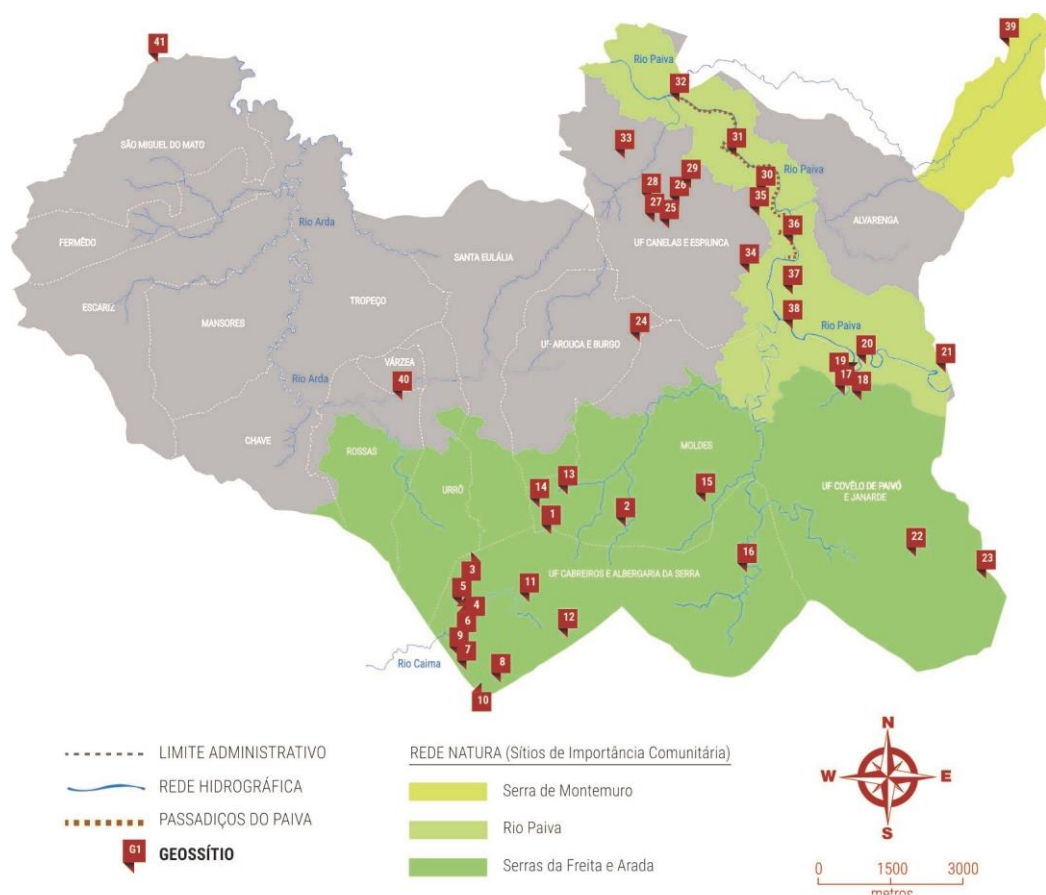 41
39
Rio Paiva
32
SÃO MIGUEL DO MATO
33
31
29
30
Rio Paiva
28
26
35
27
25
Rio Arda
36
ALVARENGA
FERMÊDO
UF CANELAS E ESPIUNCA
34
SANTA EULÁLIA
37
ESCARIZ
TROPEÇO
38
MANSORES
24
Rio Paiva
UF AROUCA E BURGO
20
21
VÁRZEA
19
Rio Arda
40
17
18
CHAVE
ROSSAS
MOLDES
13
15
URRÔ
14
UF COVÊLO DE PAIVÓ
E JANARDE
1
2
22
16
23
3
UF CABREIROS E ALBERGARIA DA SERRA
5
11
4
6
12
9
7
Rio Caima
8
10
LIMITE ADMINISTRATIVO
REDE HIDROGRÁFICA
PASSADIÇOS DO PAIVA
G1 GEOSSÍTIO
REDE NATURA (Sítios de Importância Comunitária)
Serra de Montemuro
Rio Paiva
Serras da Freita e Arada
N
W E
S
0 1500 3000
metros